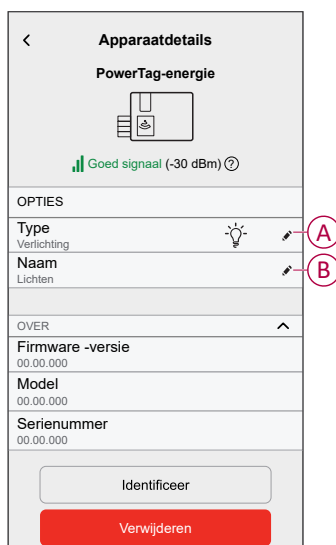 Apparaatdetails
PowerTag-energie
Goed signaal (-30 dBm) ?
OPTIES
Type
Verlichting
A
Naam
Lichten
B
OVER
Firmware -versie
00.00.000
Model
00.00.000
Serienummer
00.00.000
Identificeer
Verwijderen